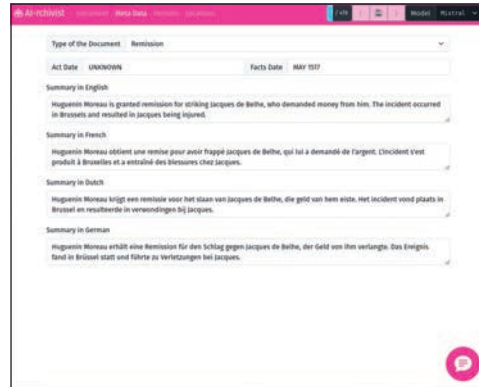 AI-rchivist Document Meta Data Persons Locations 1 / 419 Model Mistral
Type of the Document Remission
Act Date UNKNOWN Facts Date MAY 1517
Summary in English
Huguenin Moreau is granted remission for striking Jacques de Belhe, who demanded money from him. The incident occurred
in Brussels and resulted in Jacques being injured.
Summary in French
Huguenin Moreau obtient une remise pour avoir frappé Jacques de Belhe, qui lui a demandé de l'argent. L'incident s'est
produit à Bruxelles et a entraîné des blessures chez Jacques.
Summary in Dutch
Huguenin Moreau krijgt een remissie voor het slaan van Jacques de Belhe, die geld van hem eiste. Het incident vond plaats in
Brussel en resulteerde in verwondingen bij Jacques.
Summary in German
Huguenin Moreau erhält eine Remission für den Schlag gegen Jacques de Belhe, der Geld von ihm verlangte. Das Ereignis
fand in Brüssel statt und führte zu Verletzungen bei Jacques.